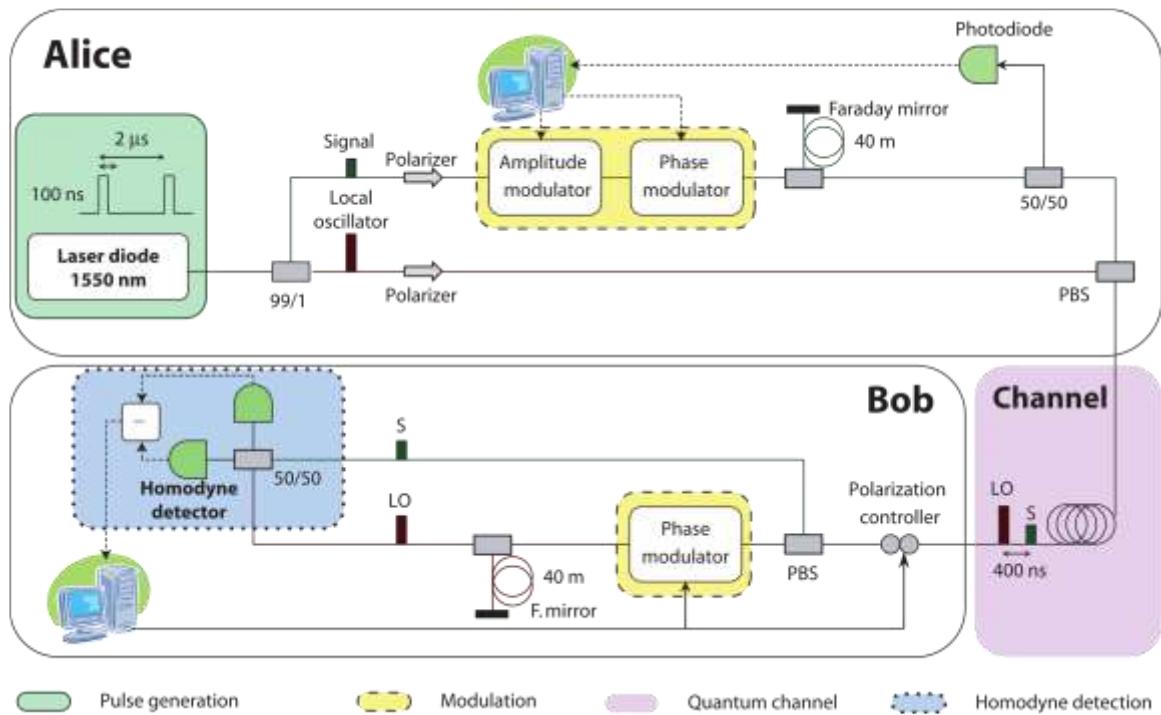 Alice
Photodiode
2 μs
100 ns
Laser diode
1550 nm
99/1
Signal
Local
oscillator
Polarizer
Polarizer
Amplitude
modulator
Phase
modulator
Faraday mirror
40 m
50/50
PBS
Bob
Channel
–
50/50
Homodyne
detector
S
LO
40 m
F. mirror
Phase
modulator
PBS
Polarization
controller
LO
S
400 ns
Pulse generation
Modulation
Quantum channel
Homodyne detection